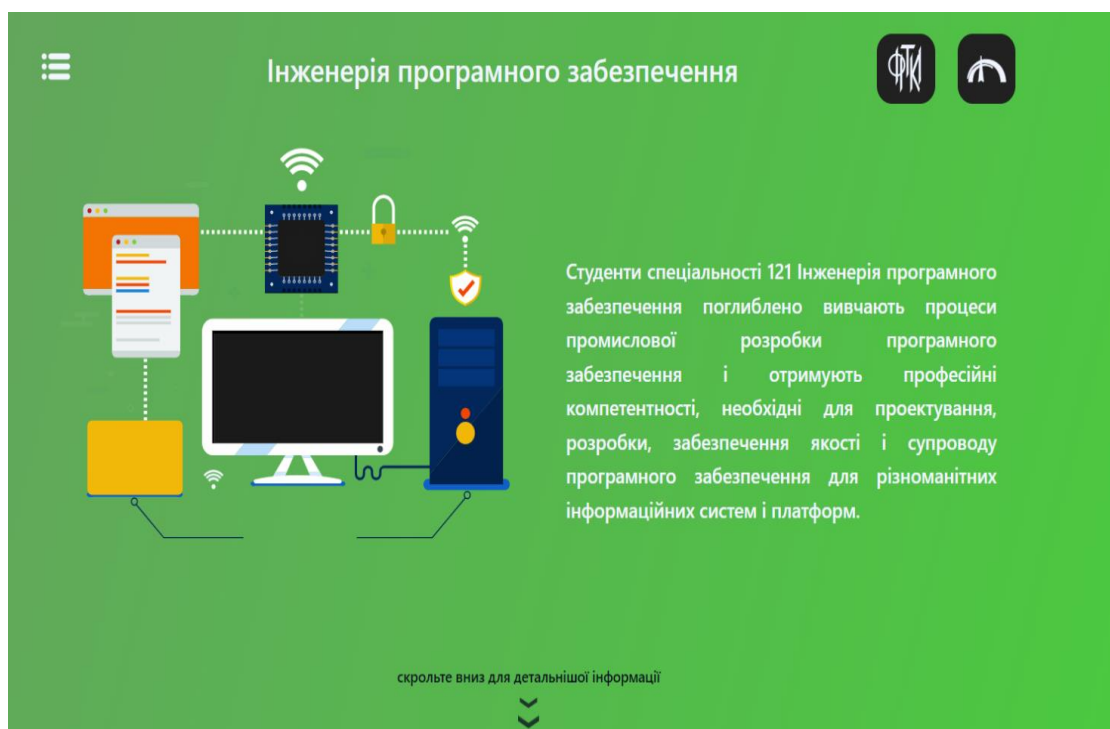 Інженерія програмного забезпечення
ФРТКІ
Студенти спеціальності 121 Інженерія програмного
забезпечення поглиблено вивчають процеси
промислової розробки програмного
забезпечення і отримують професійні
компетентності, необхідні для проектування,
розробки, забезпечення якості і супроводу
програмного забезпечення для різноманітних
інформаційних систем і платформ.
скрольте вниз для детальнішої інформації